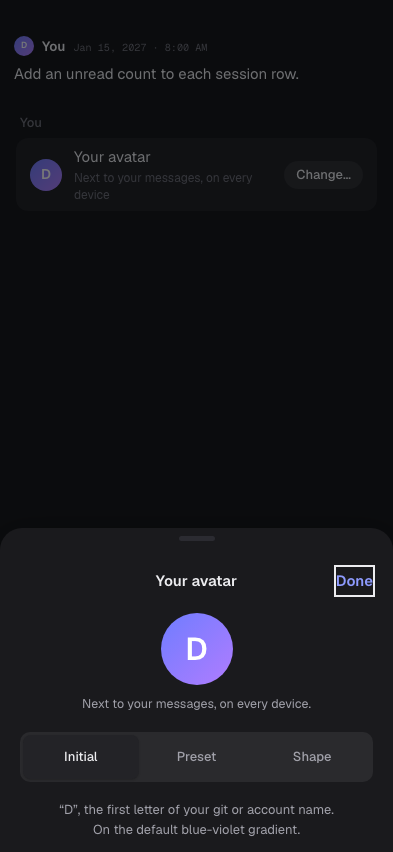 D You Jan 15, 2027 · 8:00 AM
Add an unread count to each session row.
You
Your avatar
D
Next to your messages, on every
device
Change…
Your avatar
Done
D
Next to your messages, on every device.
Initial Preset Shape
“D”, the first letter of your git or account name.
On the default blue-violet gradient.